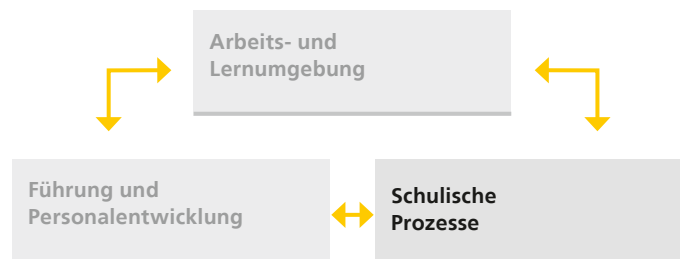 Arbeits- und
Lernumgebung
Führung und
Personalentwicklung
Schulische
Prozesse